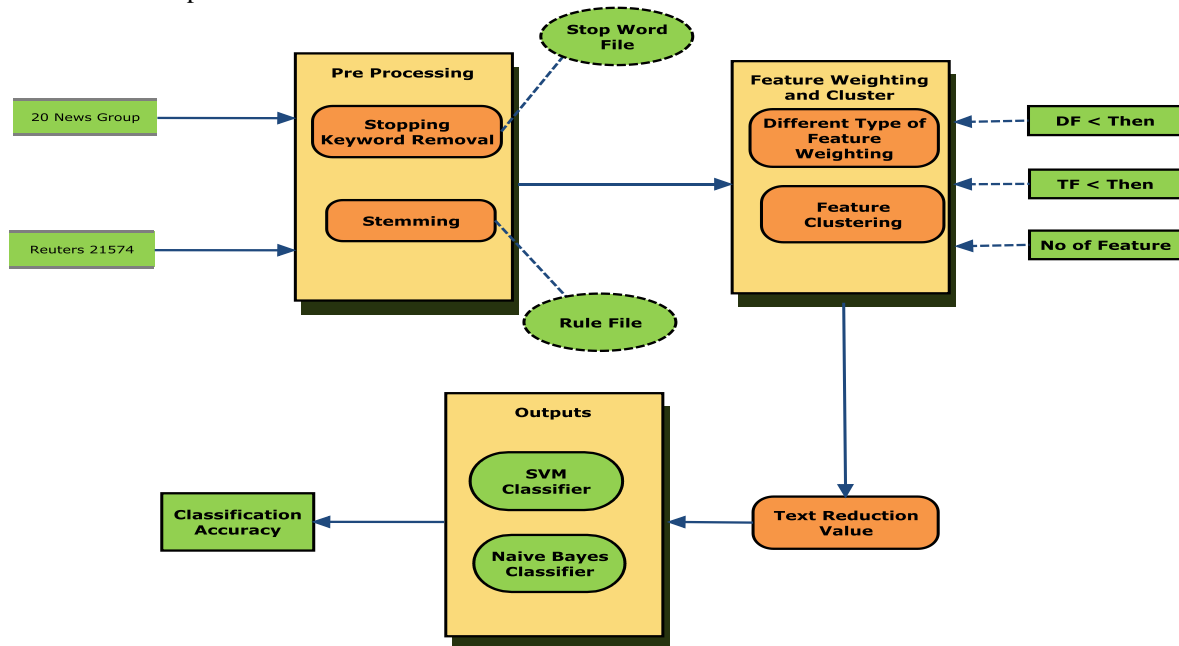 Stop Word
File
Pre Processing
Feature Weighting
and Cluster
20 News Group
Stopping
Keyword Removal
Different Type of
Feature
Weighting
DF < Then
TF < Then
Stemming
Feature
Clustering
Reuters 21574
No of Feature
Rule File
Outputs
SVM
Classifier
Classification
Accuracy
Text Reduction
Value
Naive Bayes
Classifier